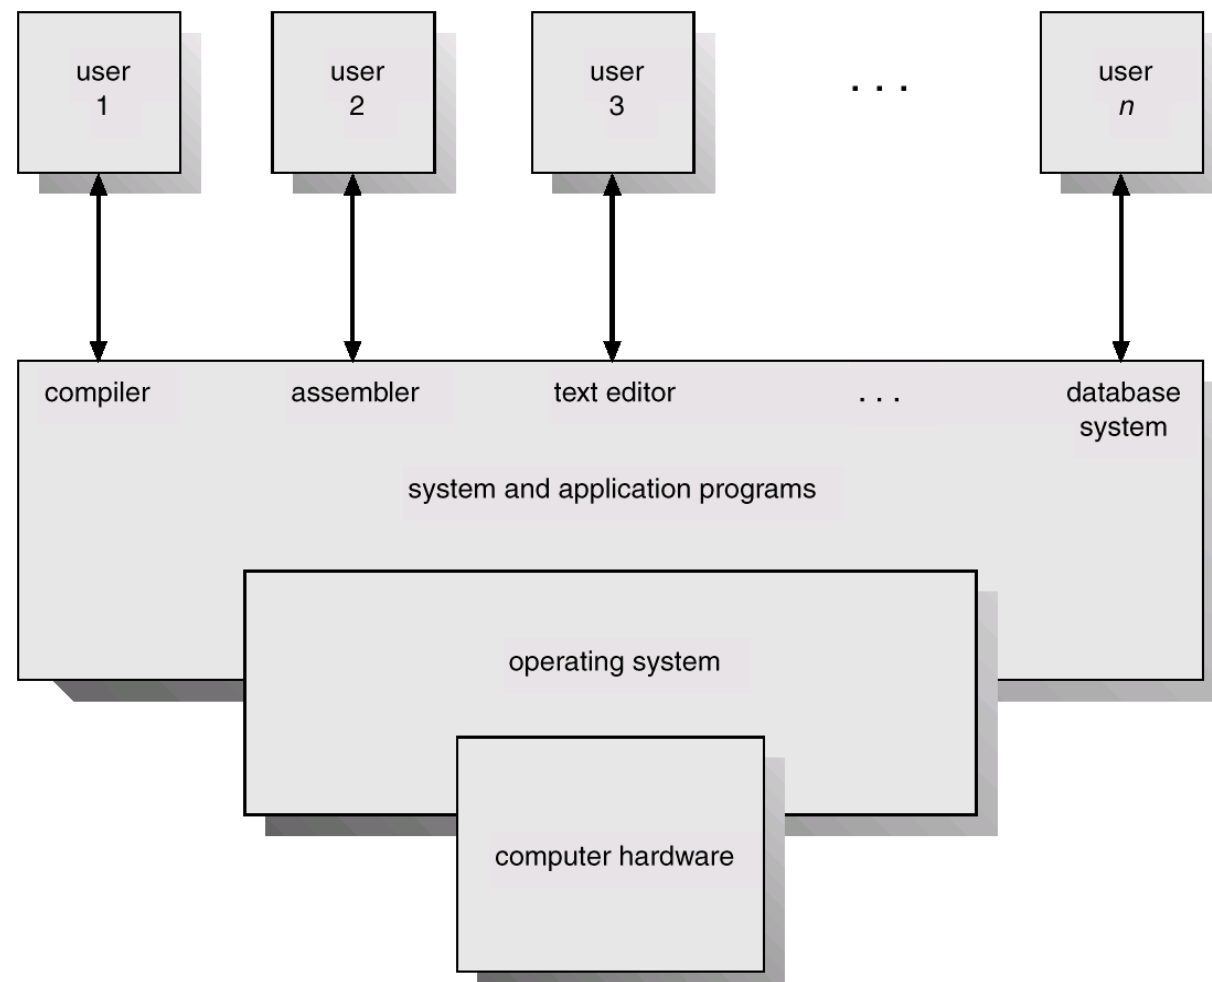 user
1
user
2
user
3
. . .
user
n
compiler
assembler
text editor
. . .
database
system
system and application programs
operating system
computer hardware